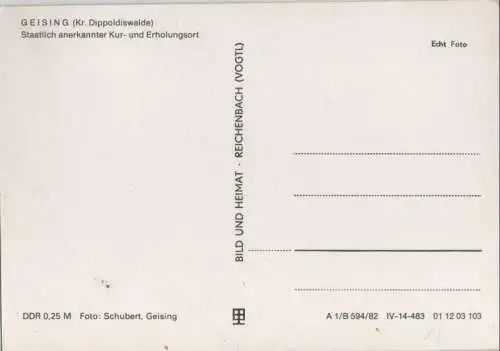 GEISING (Kr. Dippoldiswalde)
Staatlich anerkannter Kur- und Erholungsort
Echt Foto
BILD UND HEIMAT · REICHENBACH (VOGTL)
DDR 0,25 M Foto: Schubert, Geising
A 1/B 594/82 IV-14-483 01 12 03 103